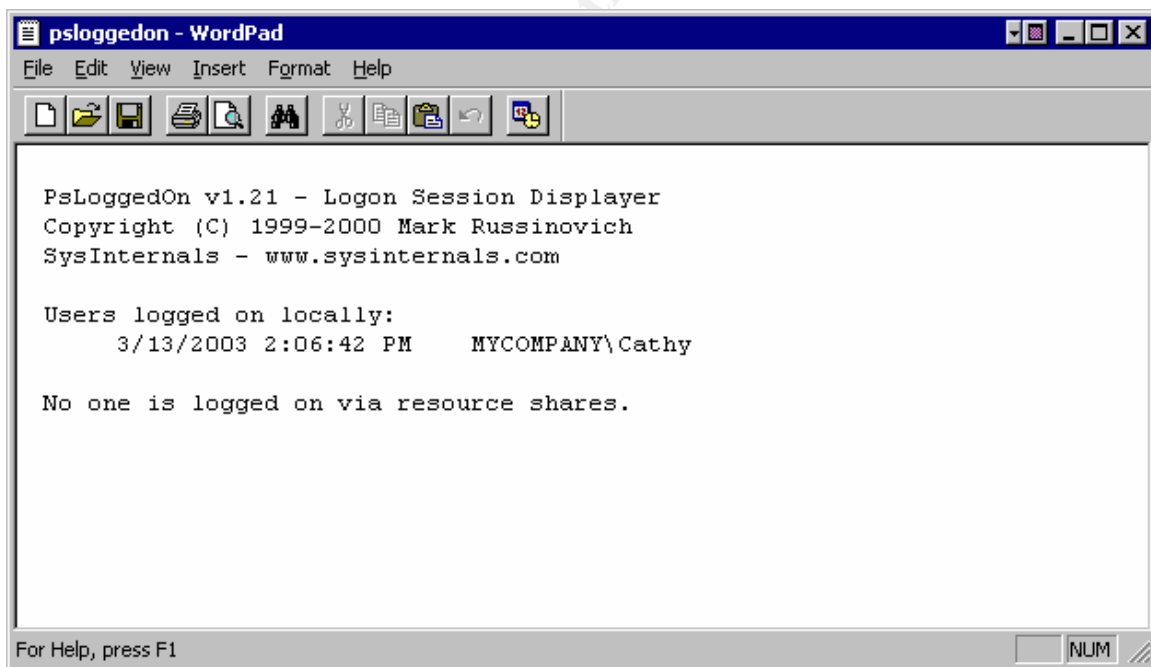 psloggedon - WordPad
File Edit View Insert Format Help
PsLoggedOn v1.21 - Logon Session Displayer
Copyright (C) 1999-2000 Mark Russinovich
SysInternals - www.sysinternals.com
Users logged on locally:
3/13/2003 2:06:42 PM MYCOMPANY\Cathy
No one is logged on via resource shares.
For Help, press F1
NUM